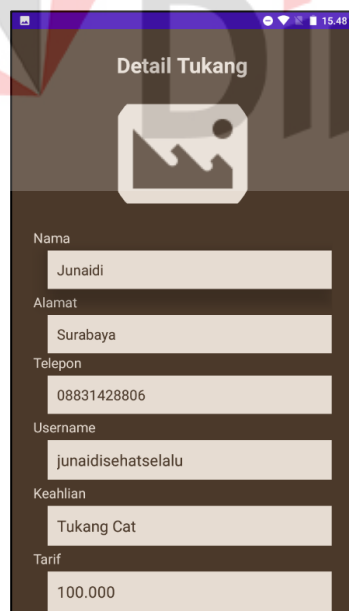 15.48
Detail Tukang
Nama
Junaidi
Alamat
Surabaya
Telepon
08831428806
Username
junaidisehatselalu
Keahlian
Tukang Cat
Tarif
100.000